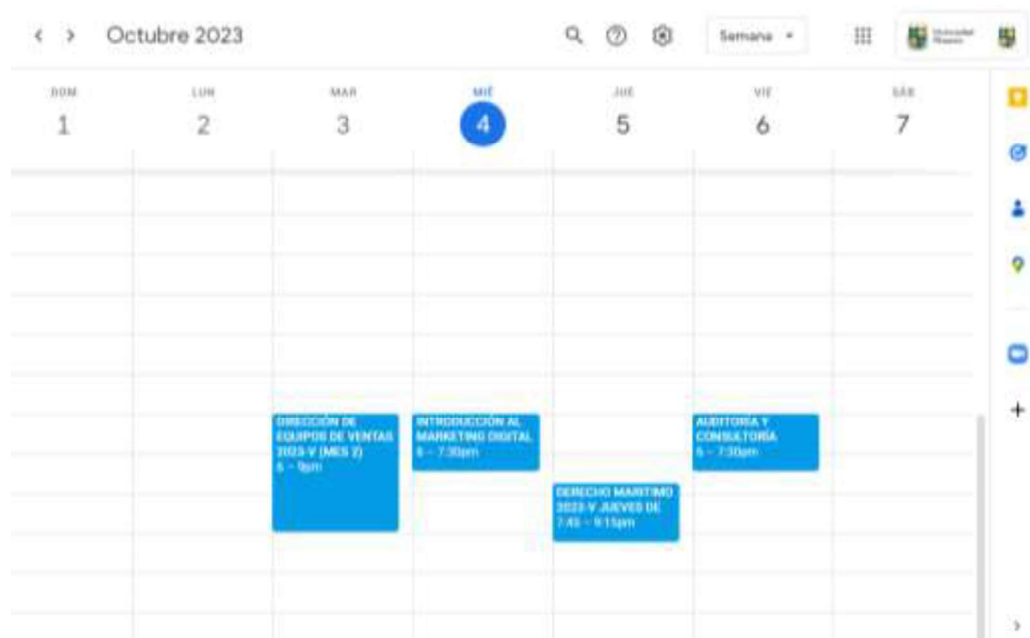 Octubre 2023
Semana
DOM
LUN
MAR
MIÉ
JUE
VIE
SÁB
1
2
3
4
5
6
7
DIRECCIÓN DE
EQUIPOS DE VENTAS
2023-V (MES 2)
6 – 9pm
INTRODUCCIÓN AL
MARKETING DIGITAL
6 – 7:30pm
AUDITORÍA Y
CONSULTORÍA
6 – 7:30pm
DERECHO MARITIMO
2023-V JUEVES DE
7:45 – 9:15pm